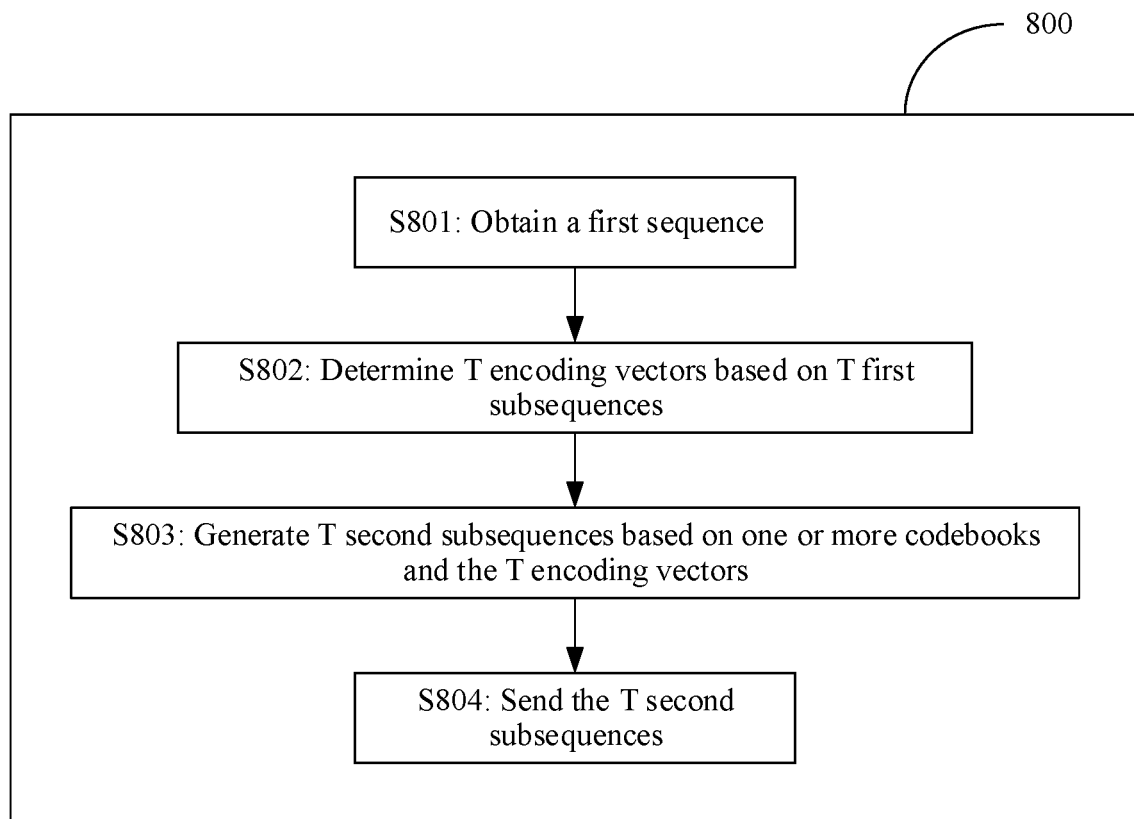 800
S801: Obtain a first sequence
S802: Determine T encoding vectors based on T first
subsequences
S803: Generate T second subsequences based on one or more codebooks
and the T encoding vectors
S804: Send the T second
subsequences